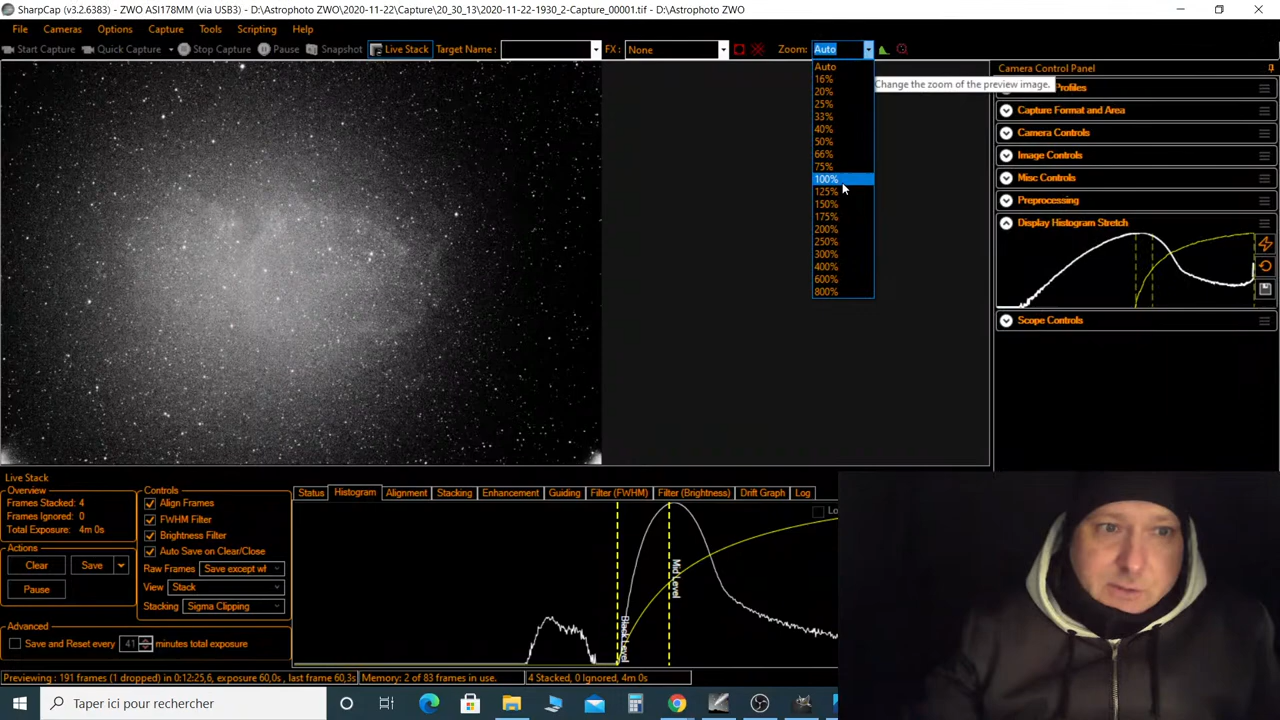 SharpCap (v3.2.6383) - ZWO ASI178MM (via USB3) - D:\Astrophoto ZWO\2020-11-22\Capture\20_30_13\2020-11-22-1930_2-Capture_00001.tif - D:\Astrophoto ZWO
File Cameras Options Capture Tools Scripting Help
Start Capture Quick Capture Stop Capture Pause Snapshot Live Stack Target Name : FX : None Zoom: Auto
Auto
16%
20%
25%
33%
40%
50%
66%
75%
100%
125%
150%
175%
200%
250%
300%
400%
600%
800%
Change the zoom of the preview image.
Camera Control Panel
Profiles
Capture Format and Area
Camera Controls
Image Controls
Misc Controls
Preprocessing
Display Histogram Stretch
Scope Controls
Live Stack
Overview
Frames Stacked: 4
Frames Ignored: 0
Total Exposure: 4m 0s
Actions
Clear Save
Pause
Controls
Align Frames
FWHM Filter
Brightness Filter
Auto Save on Clear/Close
Raw Frames Save except wl
View Stack
Stacking Sigma Clipping
Advanced
Save and Reset every 41 minutes total exposure
Status Histogram Alignment Stacking Enhancement Guiding Filter (FWHM) Filter (Brightness) Drift Graph Log
Lo
Black Level
Mid Level
Previewing : 191 frames (1 dropped) in 0:12:25,6, exposure 60,0s , last frame 60,3s Memory: 2 of 83 frames in use. 4 Stacked, 0 Ignored, 4m 0s
Taper ici pour rechercher